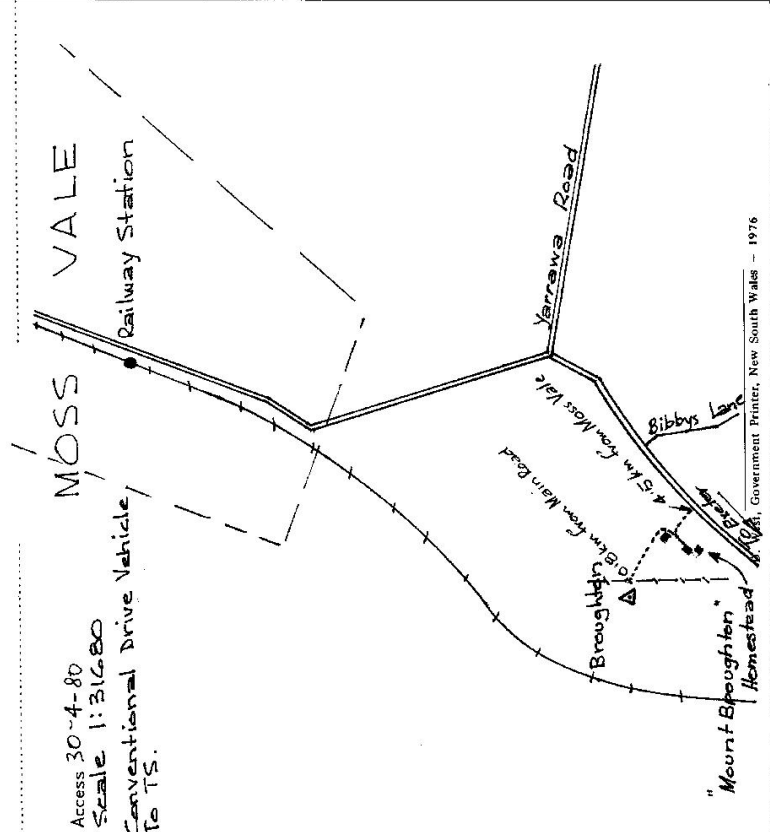 Access 30-4-80
Scale 1:31680
Conventional Drive Vehicle
To TS.
MOSS VALE
Railway Station
Yarrawa Road
4.5 km from Moss Vale
0.8 km from Main Road
Broughton
Bibbys Lane
Exeter
"Mount Broughton"
Homestead
Government Printer, New South Wales — 1976